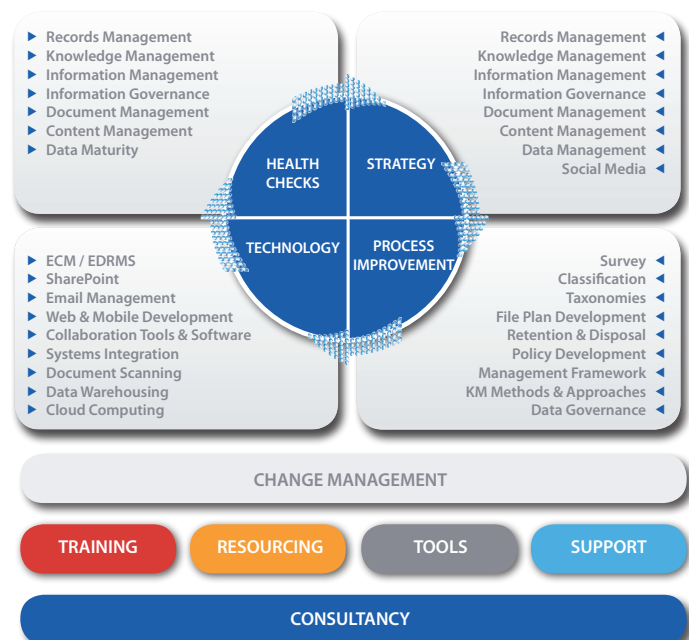 Records Management
Knowledge Management
Information Management
Information Governance
Document Management
Content Management
Data Maturity
Records Management
Knowledge Management
Information Management
Information Governance
Document Management
Content Management
Data Management
Social Media
HEALTH
CHECKS
STRATEGY
TECHNOLOGY
PROCESS
IMPROVEMENT
ECM / EDRMS
SharePoint
Email Management
Web & Mobile Development
Collaboration Tools & Software
Systems Integration
Document Scanning
Data Warehousing
Cloud Computing
Survey
Classification
Taxonomies
File Plan Development
Retention & Disposal
Policy Development
Management Framework
KM Methods & Approaches
Data Governance
CHANGE MANAGEMENT
TRAINING
RESOURCING
TOOLS
SUPPORT
CONSULTANCY